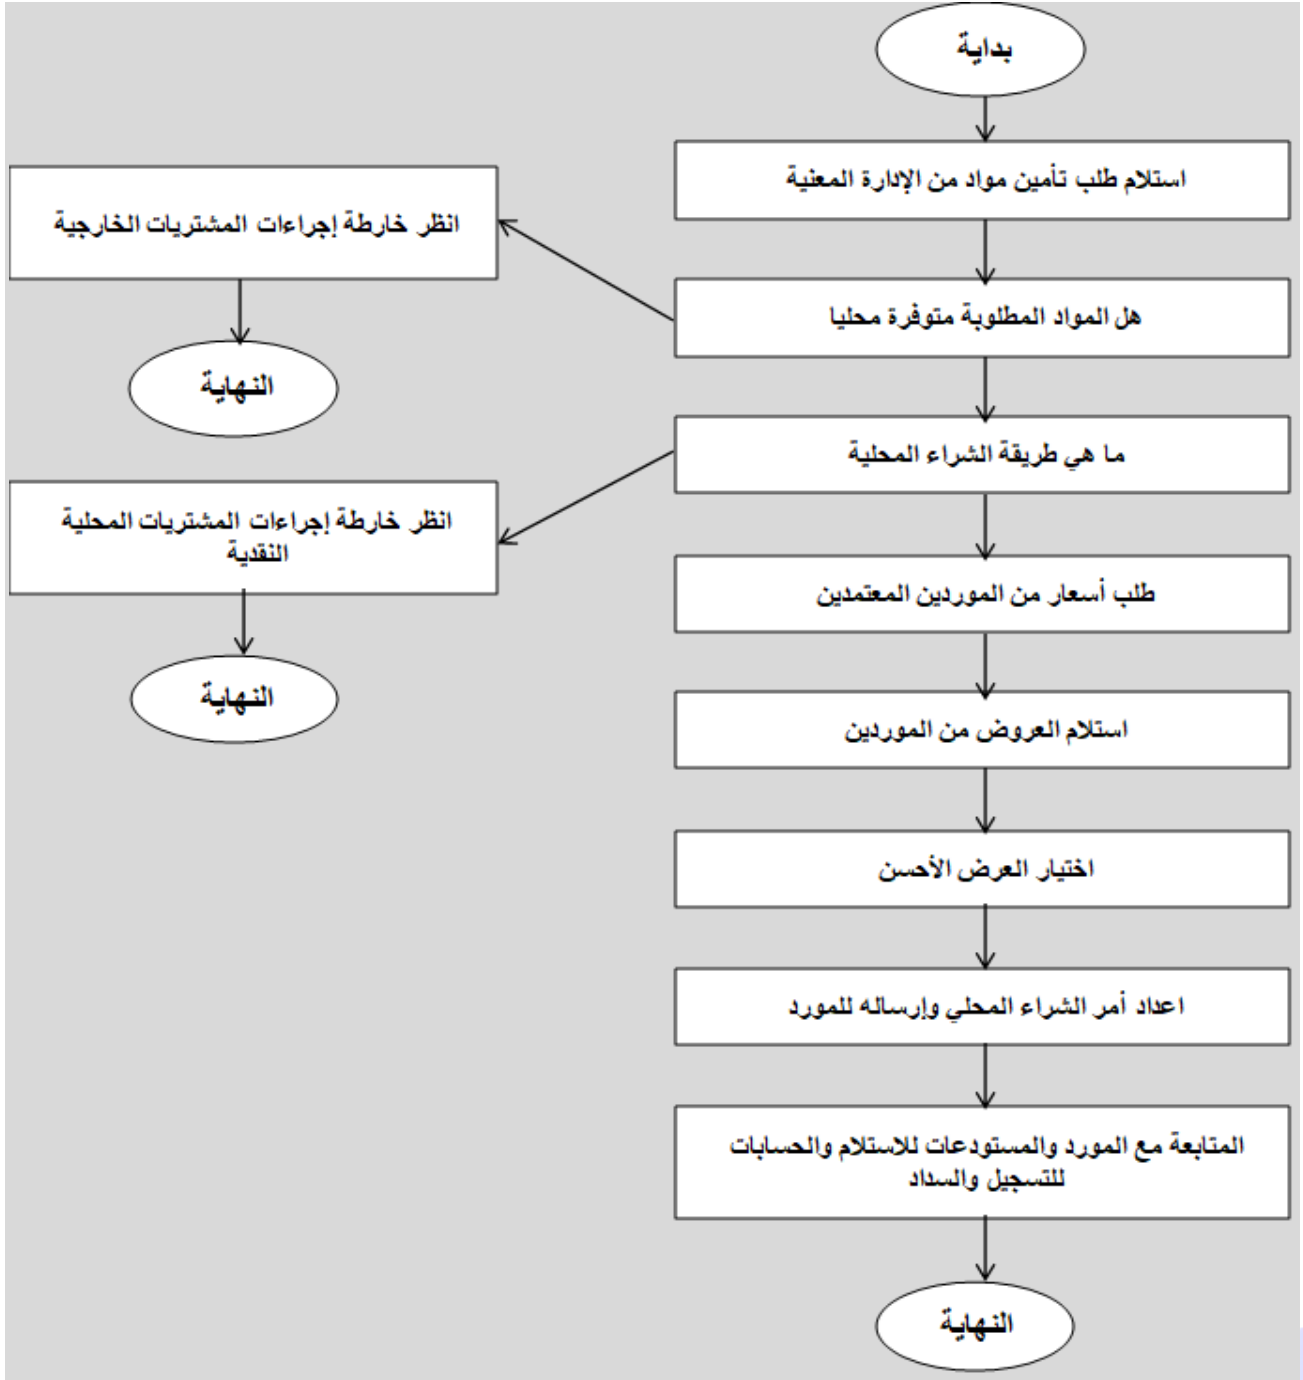 بداية
استلام طلب تأمين مواد من الإدارة المعنية
هل المواد المطلوبة متوفرة محليا
انظر خارطة إجراءات المشتريات الخارجية
النهاية
ما هي طريقة الشراء المحلية
انظر خارطة إجراءات المشتريات المحلية
النقدية
النهاية
طلب أسعار من الموردين المعتمدين
استلام العروض من الموردين
اختيار العرض الأحسن
اعداد أمر الشراء المحلي وإرساله للمورد
المتابعة مع المورد والمستودعات للاستلام والحسابات
للتسجيل والسداد
النهاية